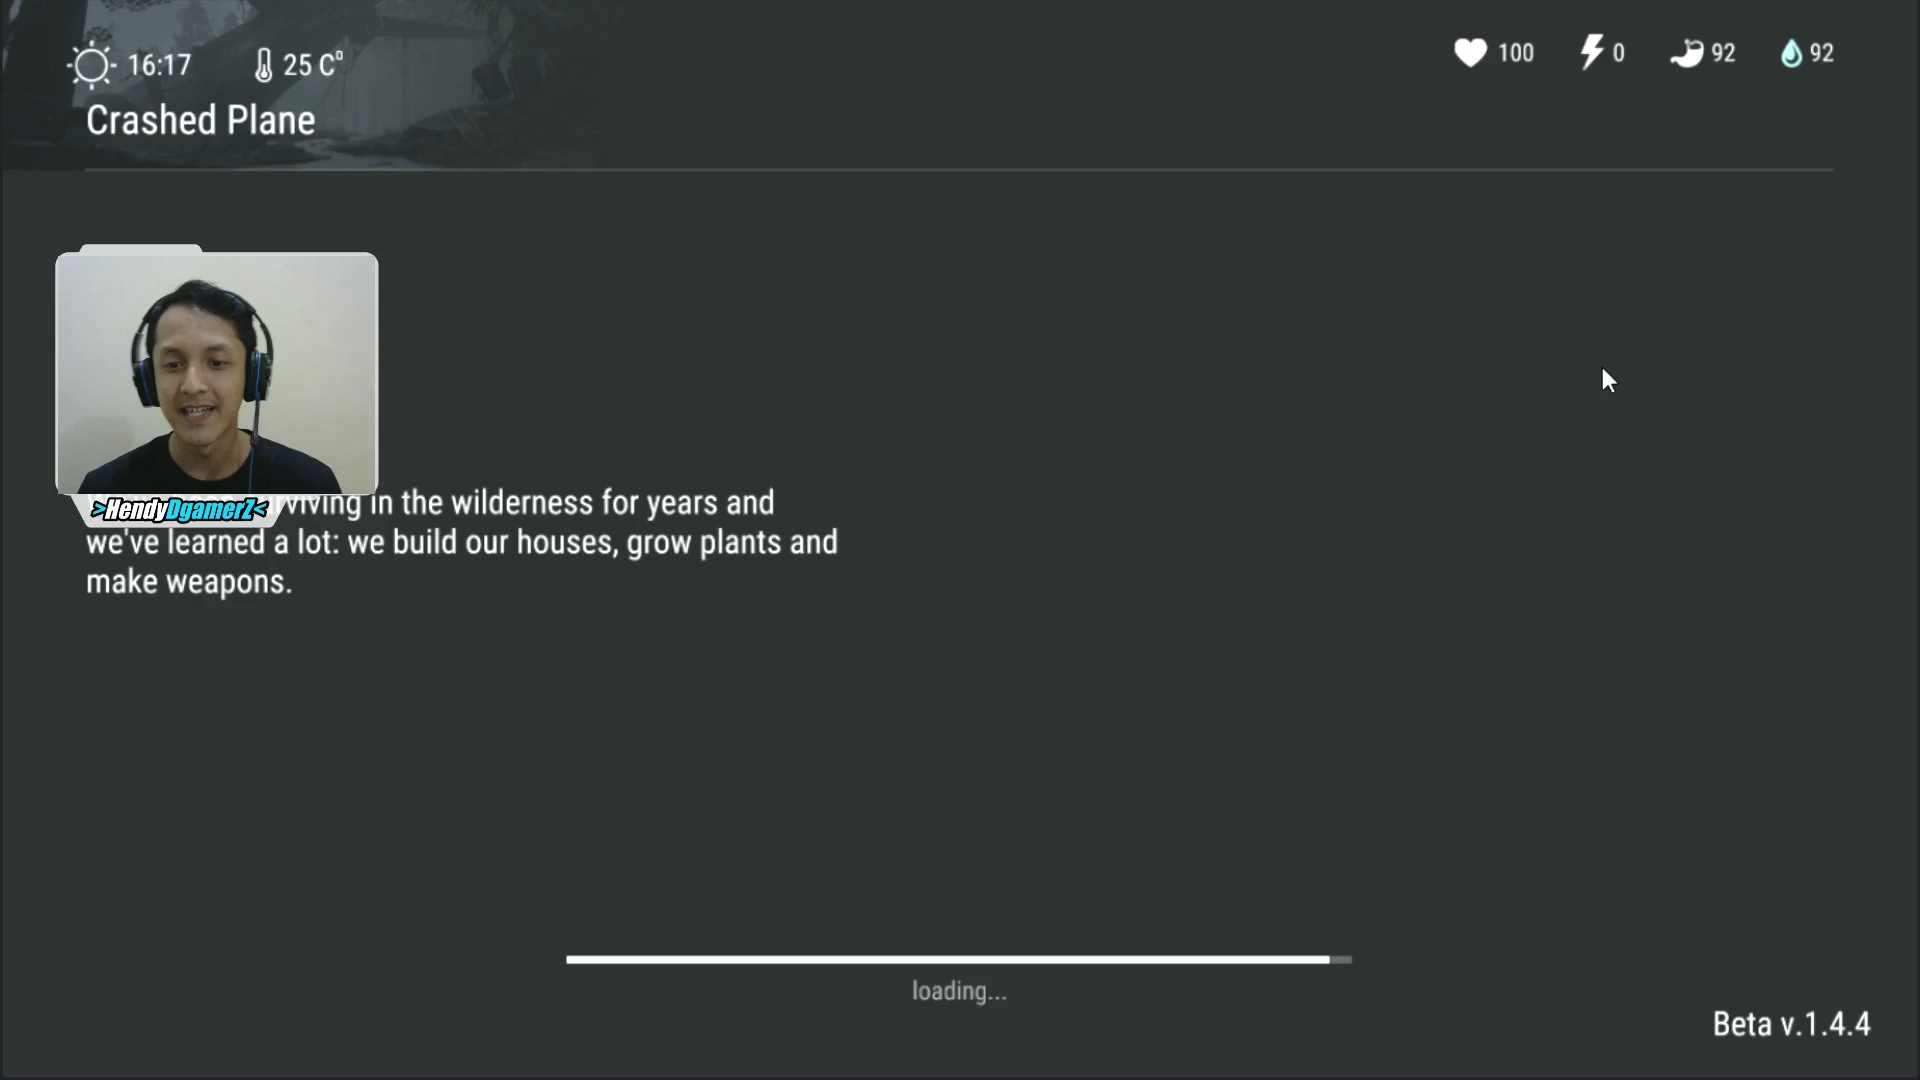 16:17
25 C°
100
0
92
92
Crashed Plane
>HendyDgamerZ<
in the wilderness for years and
we've learned a lot: we build our houses, grow plants and
make weapons.
loading...
Beta v.1.4.4